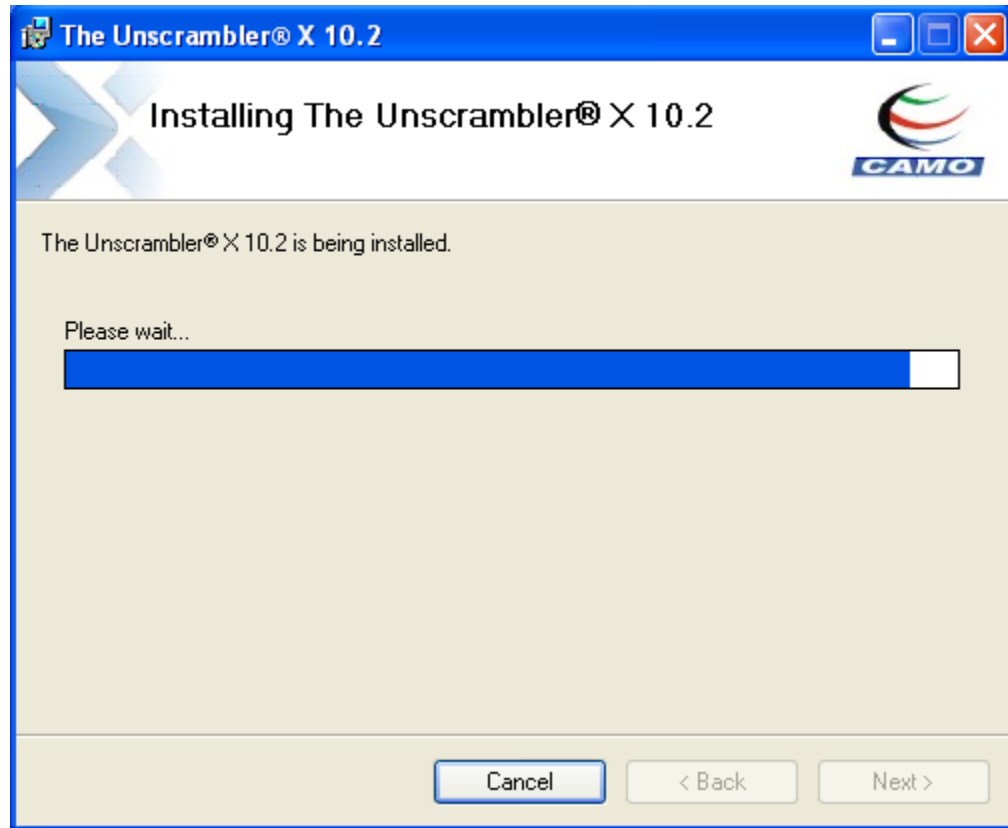 The Unscrambler® X 10.2
Installing The Unscrambler® X 10.2
CAMO
The Unscrambler® X 10.2 is being installed.
Please wait...
Cancel
< Back
Next >